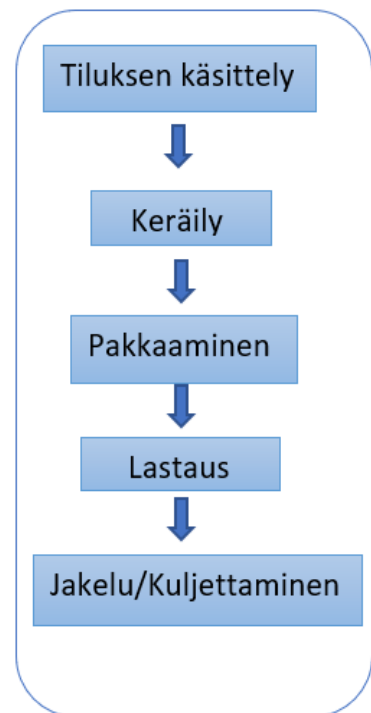 Tiluksen käsittely
Keräily
Pakkaaminen
Lastaus
Jakelu/Kuljettaminen